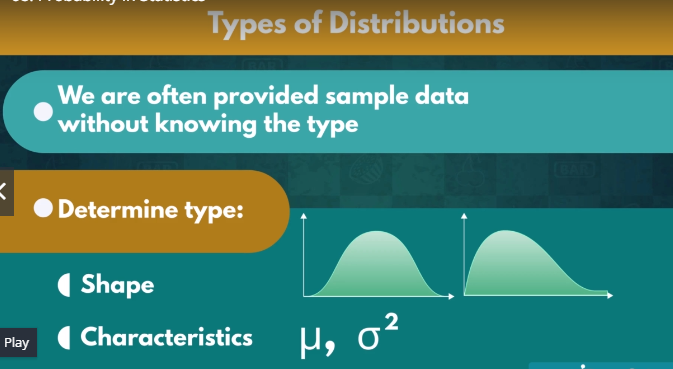 Types of Distributions
We are often provided sample data
without knowing the type
Determine type:
Shape
Characteristics
μ, σ²
Play